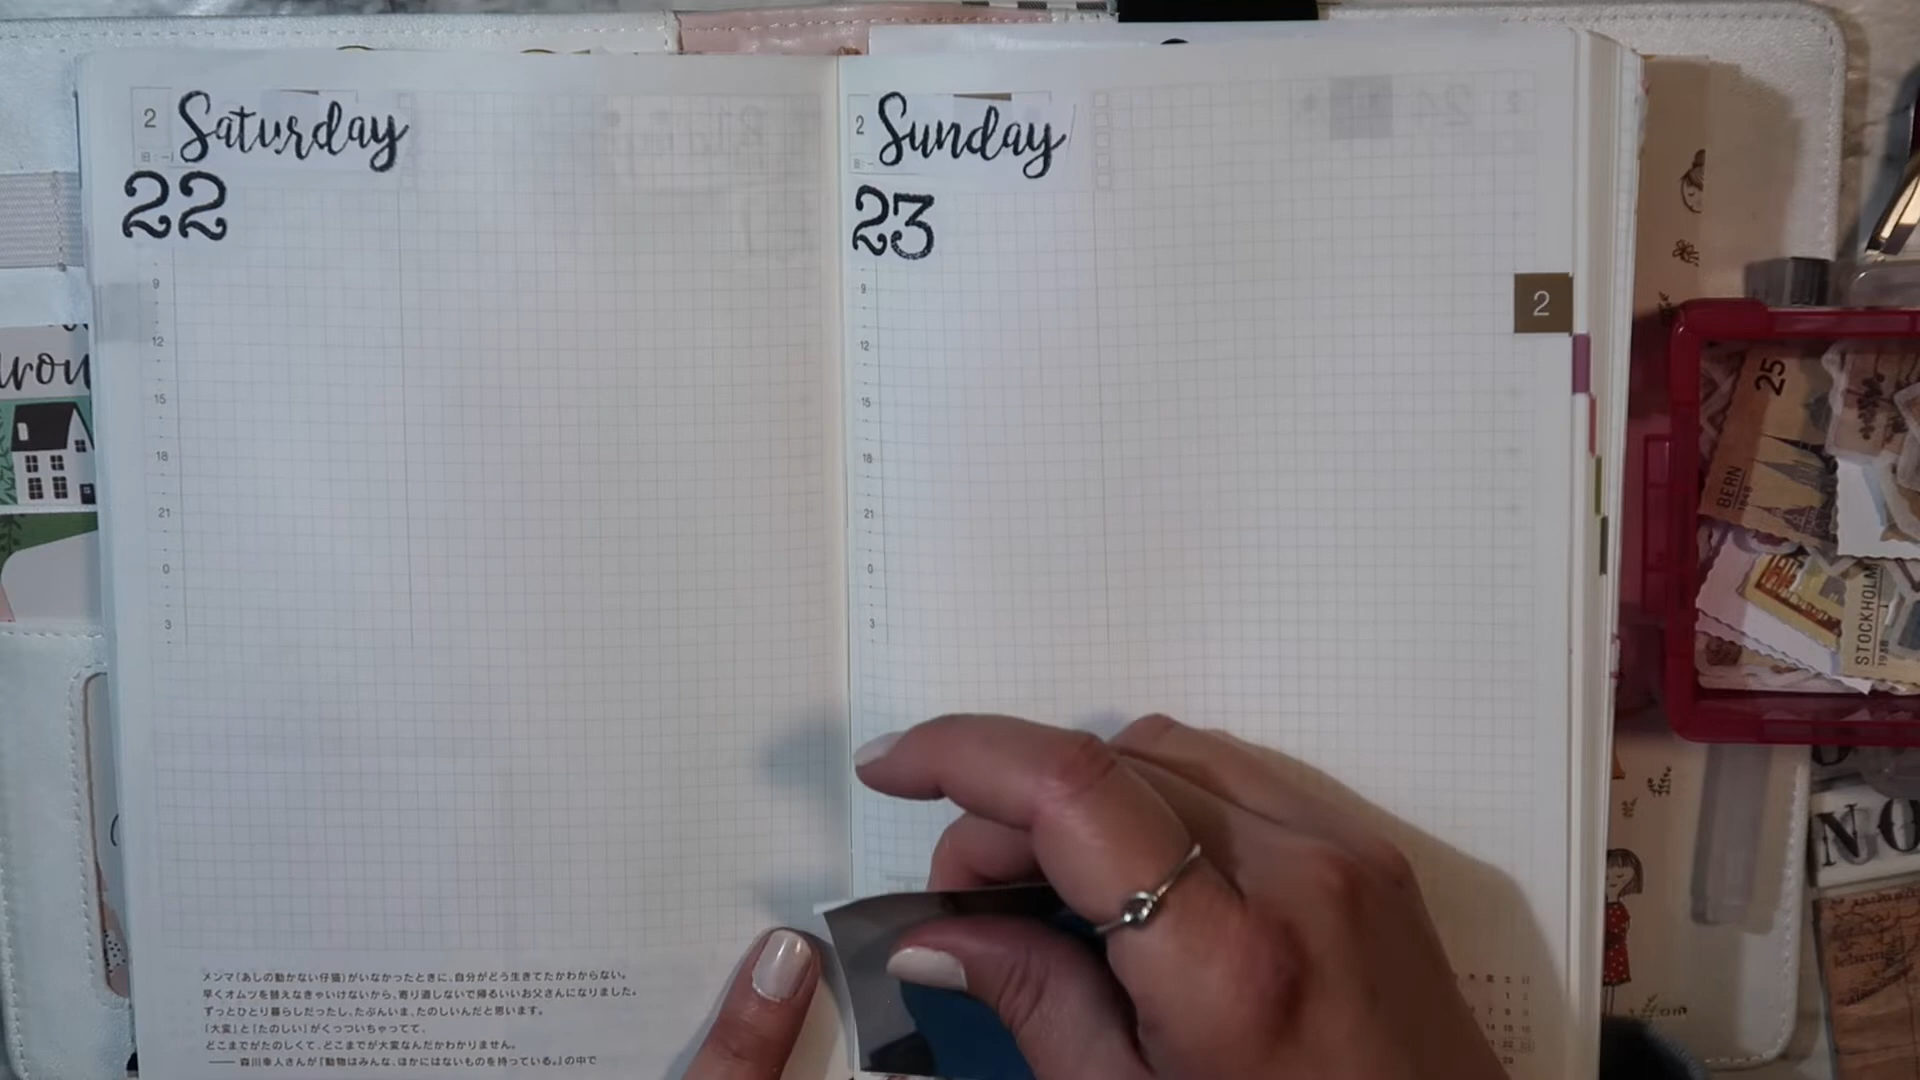 2 Saturday
22
9
12
15
18
21
0
3
メンマ(あしの動かない仔猫)がいなかったときに、自分がどう生きてたかわからない。
早くオムツを替えなきゃいけないから、寄り道しないで帰るいいお父さんになりました。
ずっとひとり暮らしだったし、たぶんいま、たのしいんだと思います。
「大変」と「たのしい」がくっついちゃってて、
どこまでがたのしくて、どこまでが大変なんだかわかりません。
—— 森川幸人さんが『動物はみんな、ほかにはないものを持っている。』の中で
2 Sunday
23
9
12
15
18
21
0
3
2
25
BERN
STOCKHOLM
NO